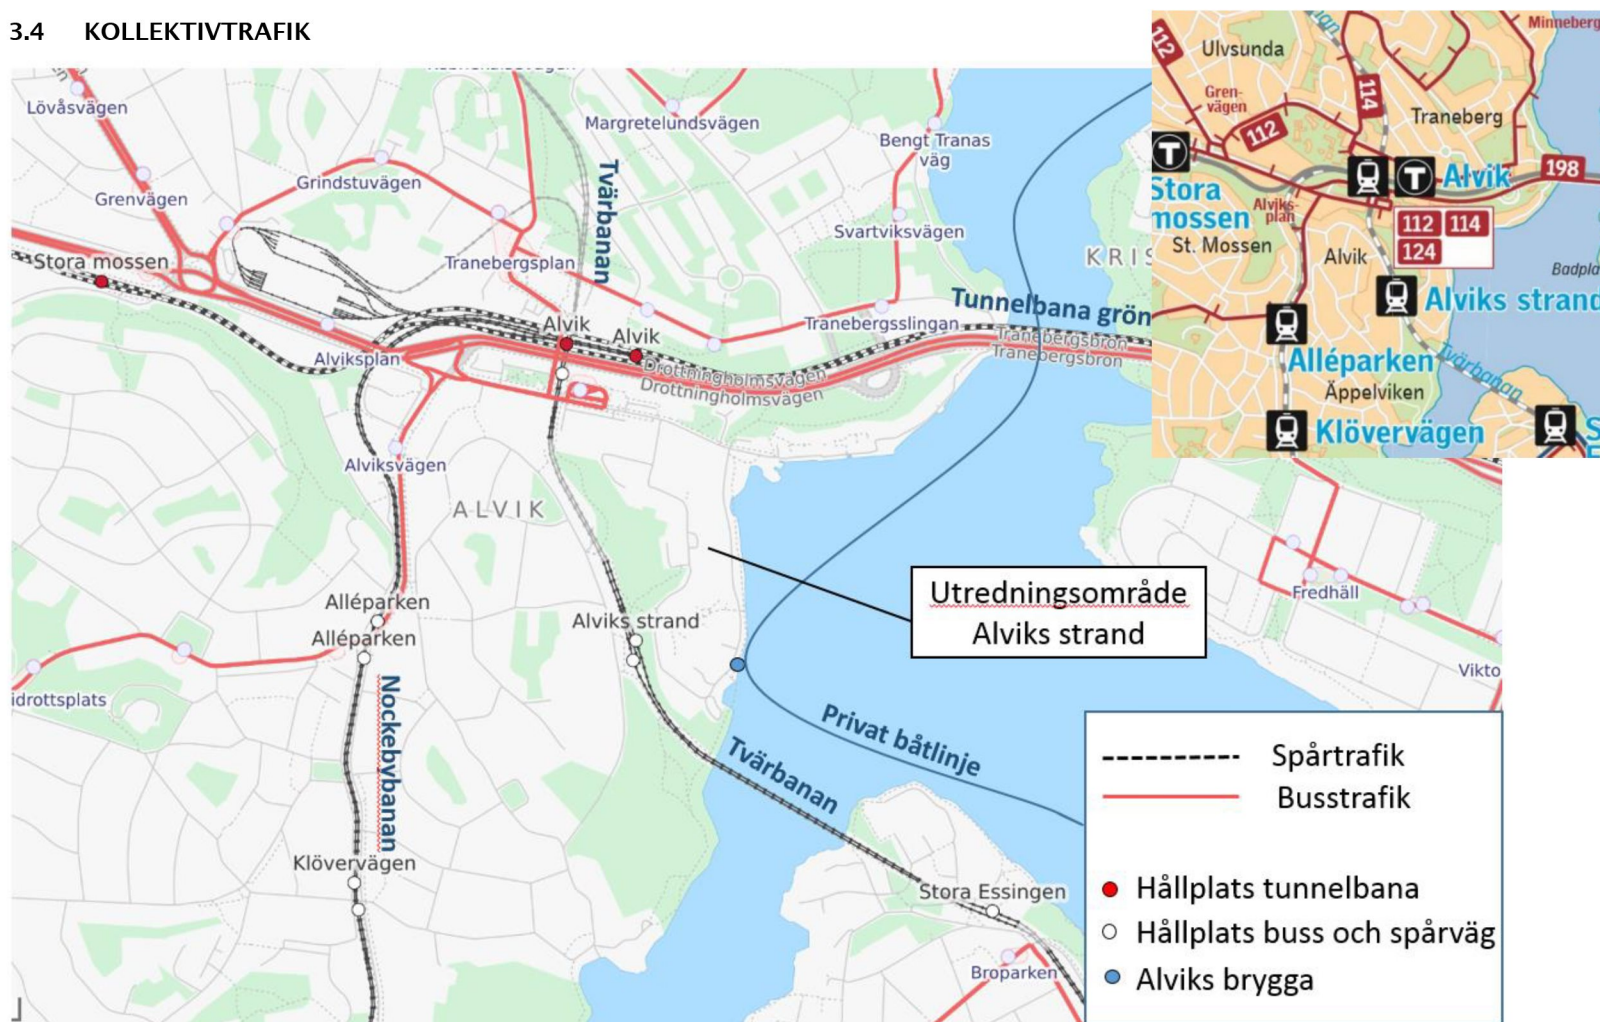 3.4 KOLLEKTIVTRAFIK
Lövåsvägen
Margretelundsvägen
Bengt Tranas
väg
Grindstuvägen
Grenvägen
Tvärbanan
Svartviksvägen
Stora mossen
Tranebergsplan
Tunnelbana grön
Tranebergsslingan
Tranebergsbron
Tranebergsbron
Alvik
Alvik
Alviksplan
Drottningholmsvägen
Drottningholmsvägen
Alviksvägen
ALVIK
KRIS
Utredningsområde
Alviks strand
Fredhäll
Alléparken
Alléparken
Alviks strand
Vikto
idrottsplats
Nockebybanan
Privat båtlinje
Tvärbanan
Klövervägen
Stora Essingen
Broparken
Spårtrafik
Busstrafik
Hållplats tunnelbana
Hållplats buss och spårväg
Alviks brygga
Minneberg
112
Ulvsunda
Gren-
vägen
114
Traneberg
112
T
T
Alvik
198
Stora
mossen
Alviks-
plan
112 114
124
St. Mossen
Alvik
Badpla
Alviks strand
Alléparken
Tvärbanan
Äppelviken
Klövervägen
S